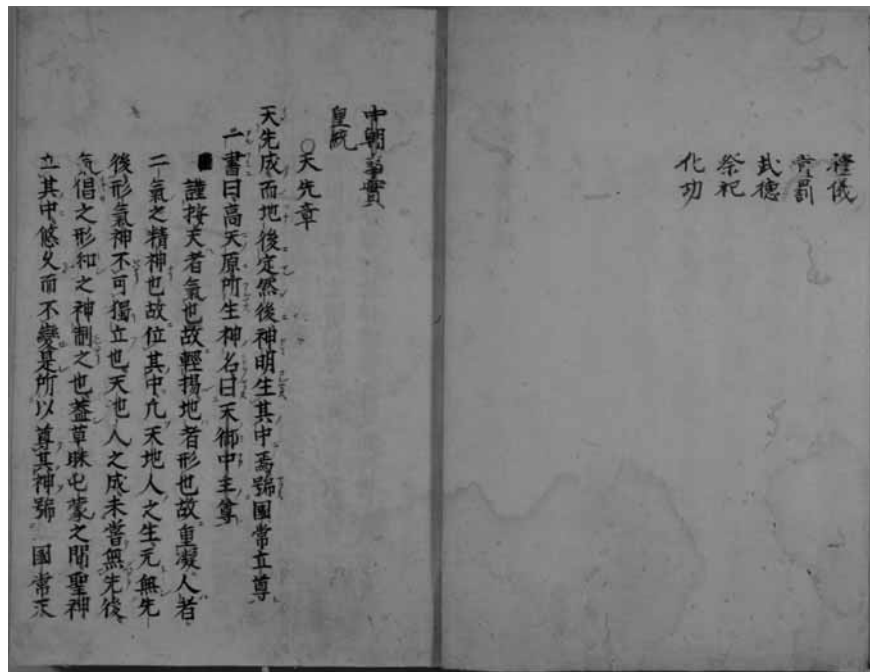 禮儀
賞罰
武德
祭祀
化功
中朝事實
皇統
○天先章
天先成而地後定然後神明生其中焉號國常立尊
一書曰高天原所生神名曰天御中主尊
謹按天者氣也故輕揚地者形也故重凝人者
二氣之精神也故位其中凢天地人之生元無先
後形氣神不可獨立也天地人之成未嘗無先後
氣倡之形和之神制之也蓋草昧屯蒙之間聖神
立其中悠久而不變是所以尊其神號國常